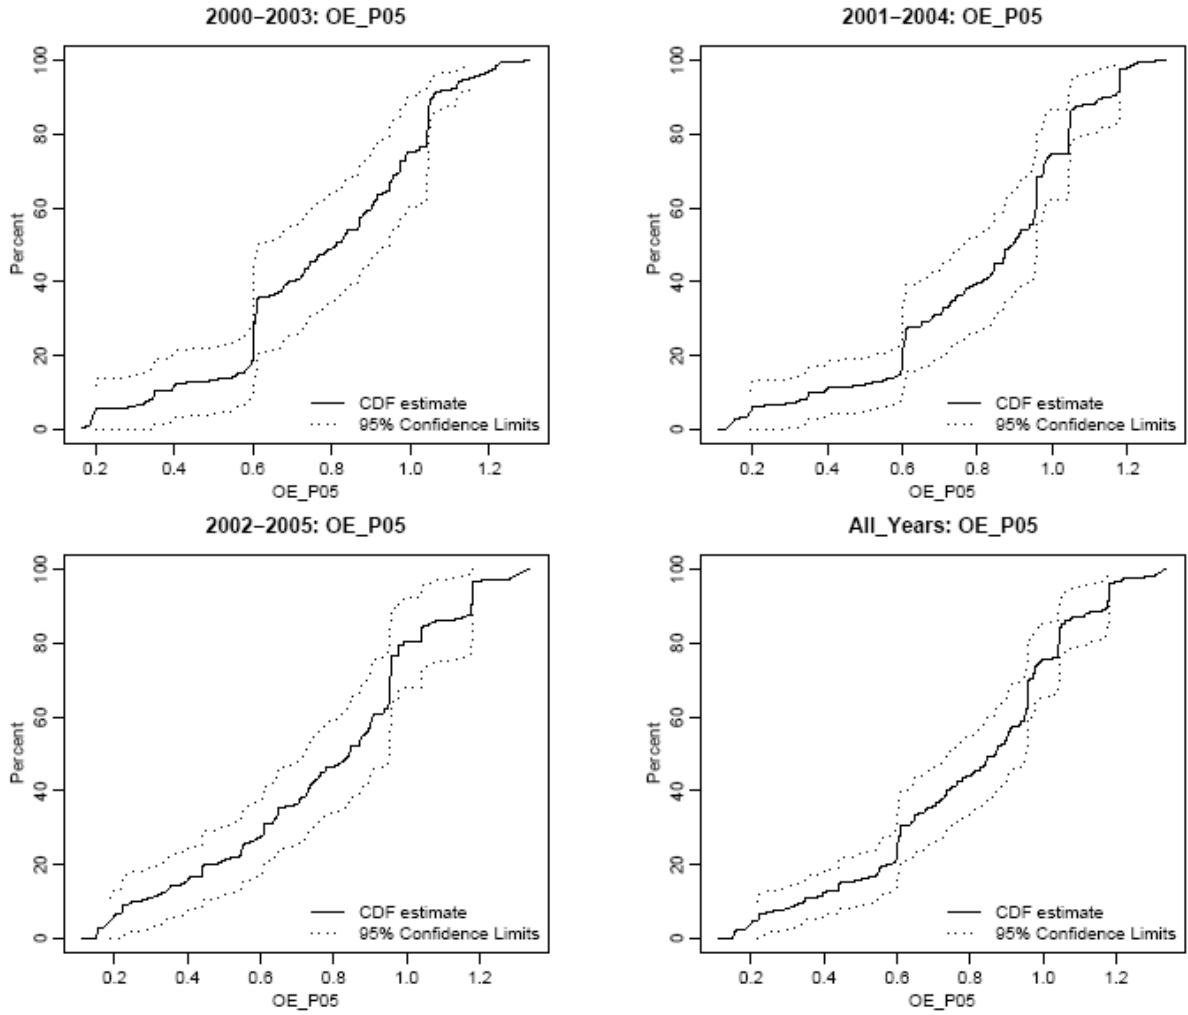 2000−2003: OE_P05
Percent
0
20
40
60
80
100
CDF estimate
95% Confidence Limits
0.2 0.4 0.6 0.8 1.0 1.2
OE_P05
2001−2004: OE_P05
Percent
0
20
40
60
80
100
CDF estimate
95% Confidence Limits
0.2 0.4 0.6 0.8 1.0 1.2
OE_P05
2002−2005: OE_P05
Percent
0
20
40
60
80
100
CDF estimate
95% Confidence Limits
0.2 0.4 0.6 0.8 1.0 1.2
OE_P05
All_Years: OE_P05
Percent
0
20
40
60
80
100
CDF estimate
95% Confidence Limits
0.2 0.4 0.6 0.8 1.0 1.2
OE_P05